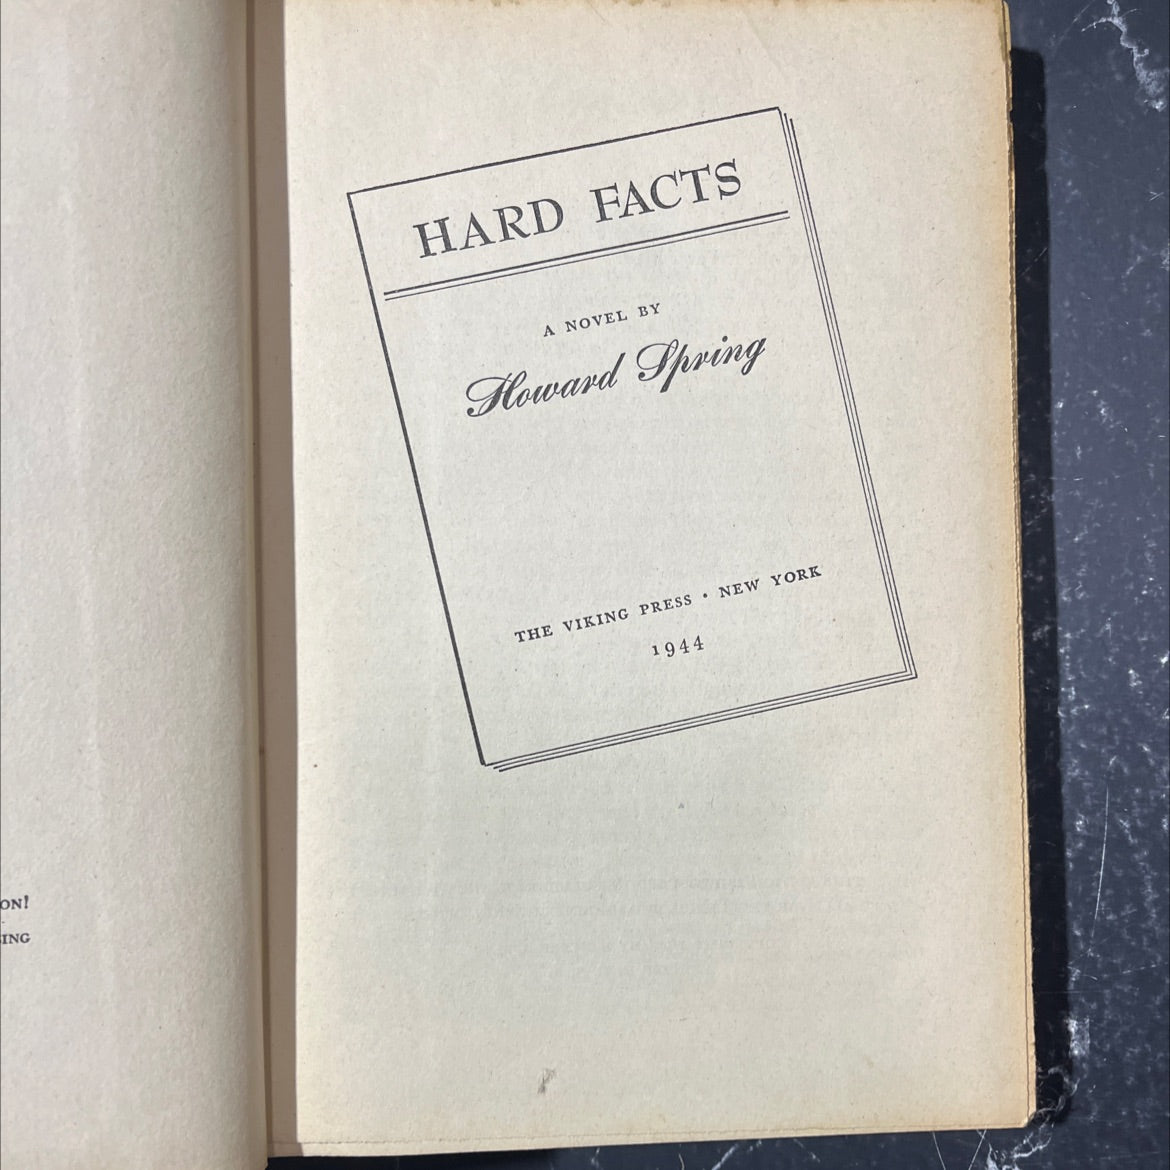 ON!
ING
HARD FACTS
A NOVEL BY
Howard Spring
THE VIKING PRESS • NEW YORK
1944